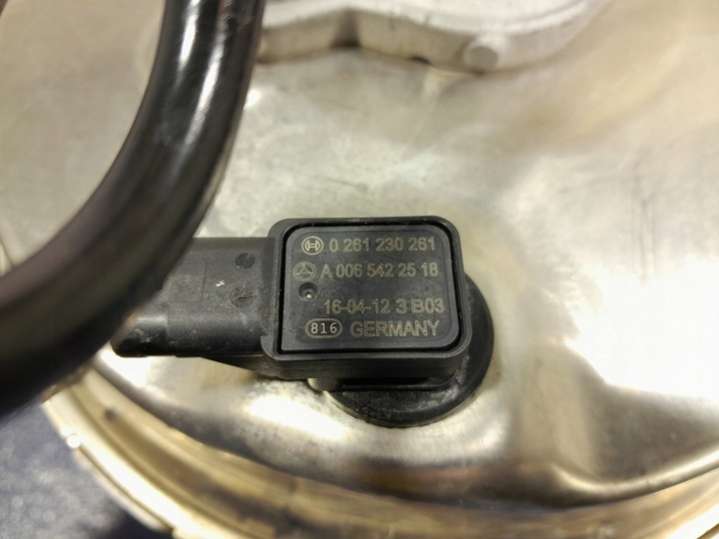 0 261 230 261
A 006 542 25 18
16-04-12 3 B03
816 GERMANY